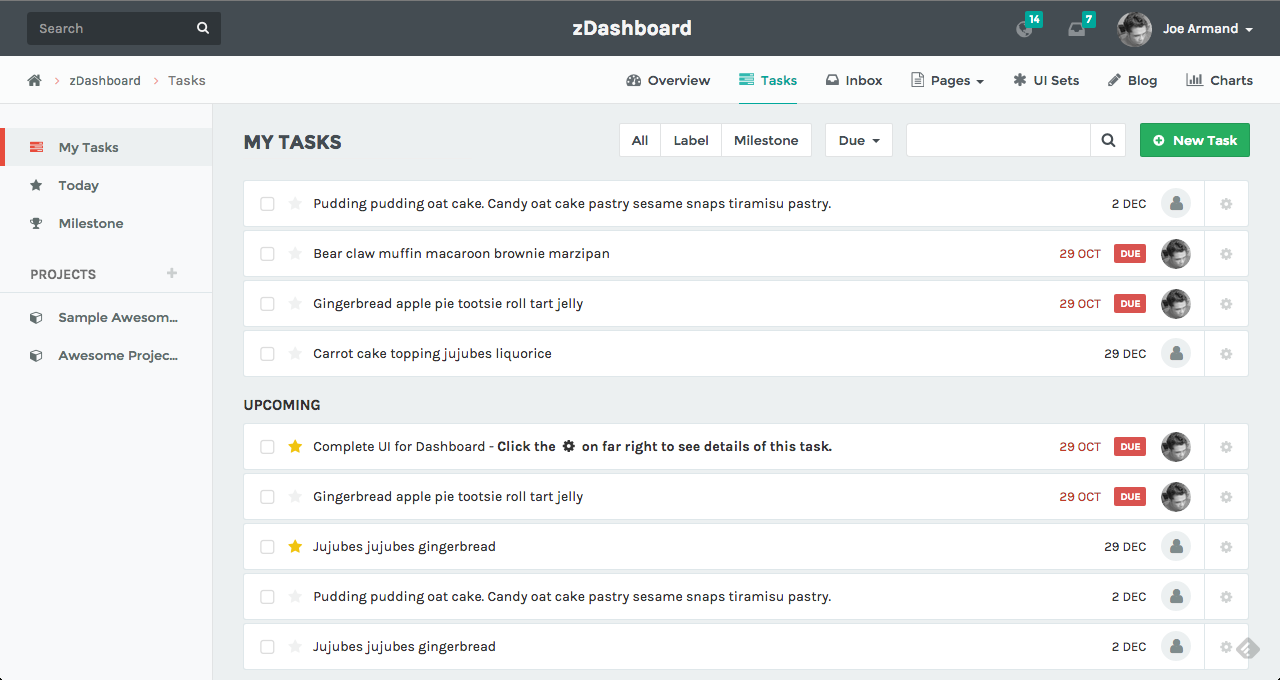 Search
zDashboard
14
7
Joe Armand
zDashboard
Tasks
Overview
Tasks
Inbox
Pages
UI Sets
Blog
Charts
My Tasks
Today
Milestone
PROJECTS
Sample Awesom...
Awesome Projec...
MY TASKS
All
Label
Milestone
Due
New Task
Pudding pudding oat cake. Candy oat cake pastry sesame snaps tiramisu pastry. 2 DEC
Bear claw muffin macaroon brownie marzipan 29 OCT DUE
Gingerbread apple pie tootsie roll tart jelly 29 OCT DUE
Carrot cake topping jujubes liquorice 29 DEC
UPCOMING
Complete UI for Dashboard - Click the on far right to see details of this task. 29 OCT DUE
Gingerbread apple pie tootsie roll tart jelly 29 OCT DUE
Jujubes jujubes gingerbread 29 DEC
Pudding pudding oat cake. Candy oat cake pastry sesame snaps tiramisu pastry. 2 DEC
Jujubes jujubes gingerbread 2 DEC